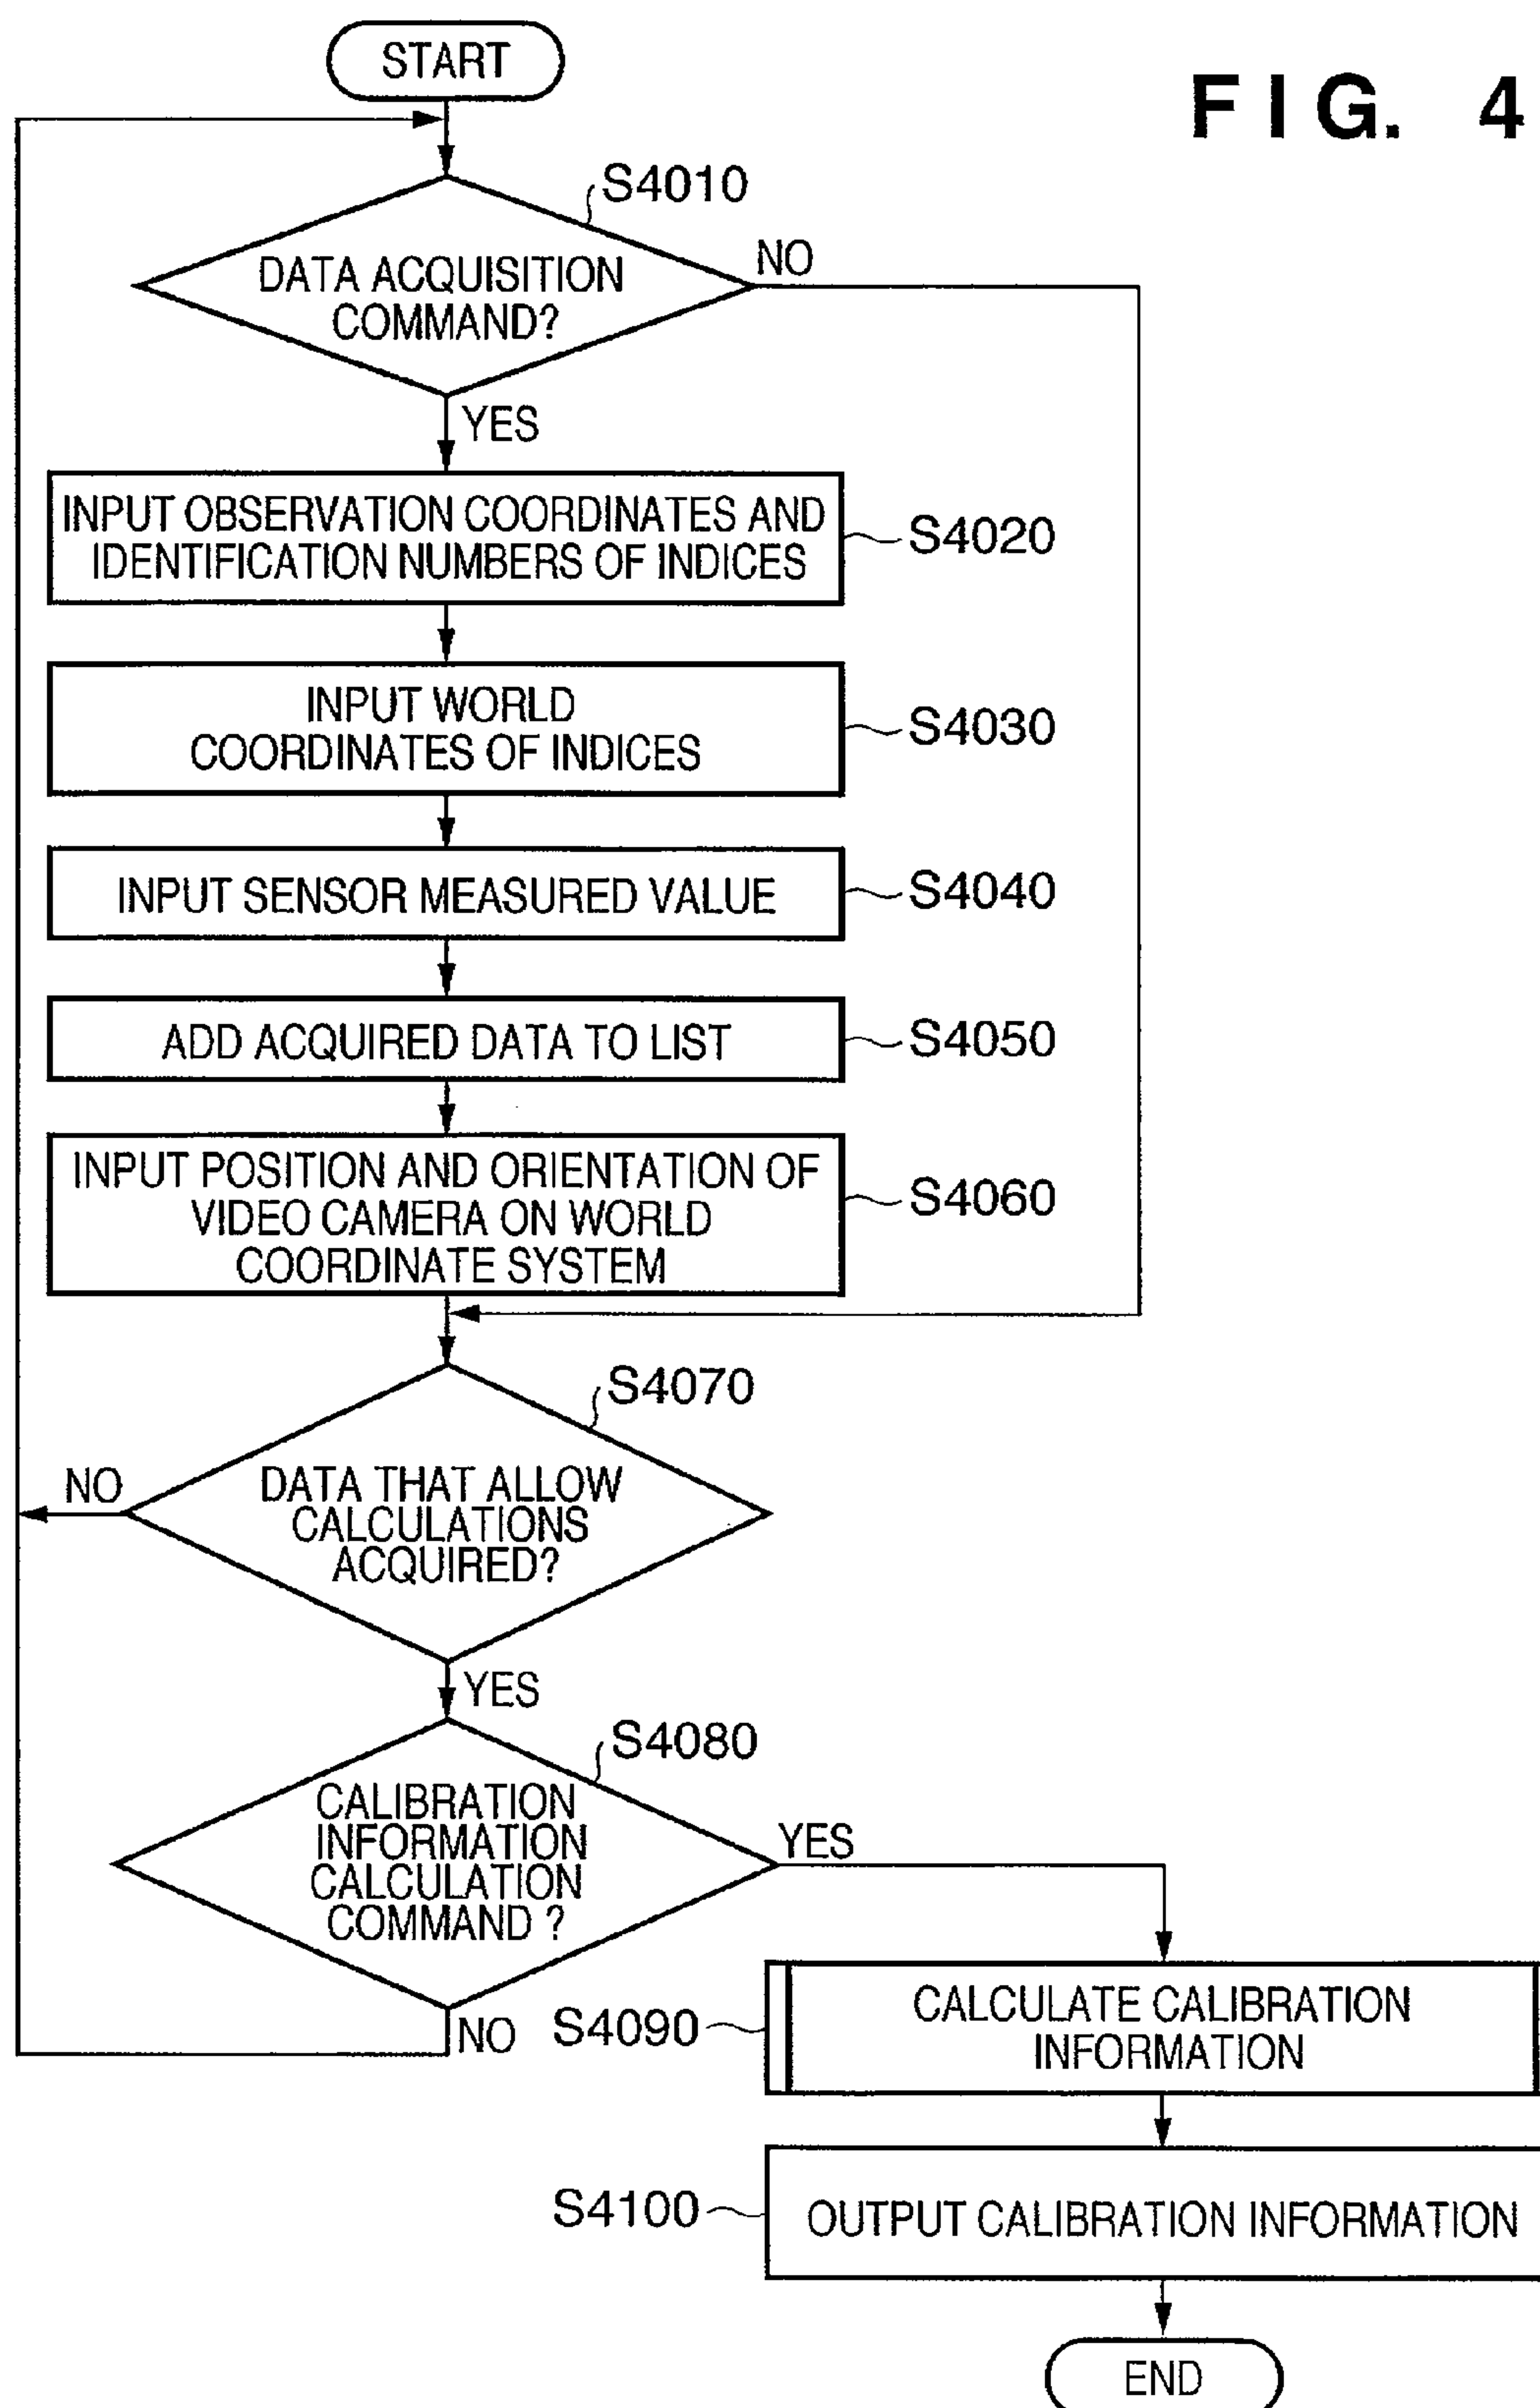 START
FIG. 4
S4010
DATA ACQUISITION
COMMAND?
NO
YES
INPUT OBSERVATION COORDINATES AND
IDENTIFICATION NUMBERS OF INDICES
S4020
INPUT WORLD
COORDINATES OF INDICES
S4030
INPUT SENSOR MEASURED VALUE
S4040
ADD ACQUIRED DATA TO LIST
S4050
INPUT POSITION AND ORIENTATION OF
VIDEO CAMERA ON WORLD
COORDINATE SYSTEM
S4060
S4070
NO
DATA THAT ALLOW
CALCULATIONS
ACQUIRED?
YES
S4080
CALIBRATION
INFORMATION
CALCULATION
COMMAND ?
YES
NO
S4090
CALCULATE CALIBRATION
INFORMATION
S4100
OUTPUT CALIBRATION INFORMATION
END